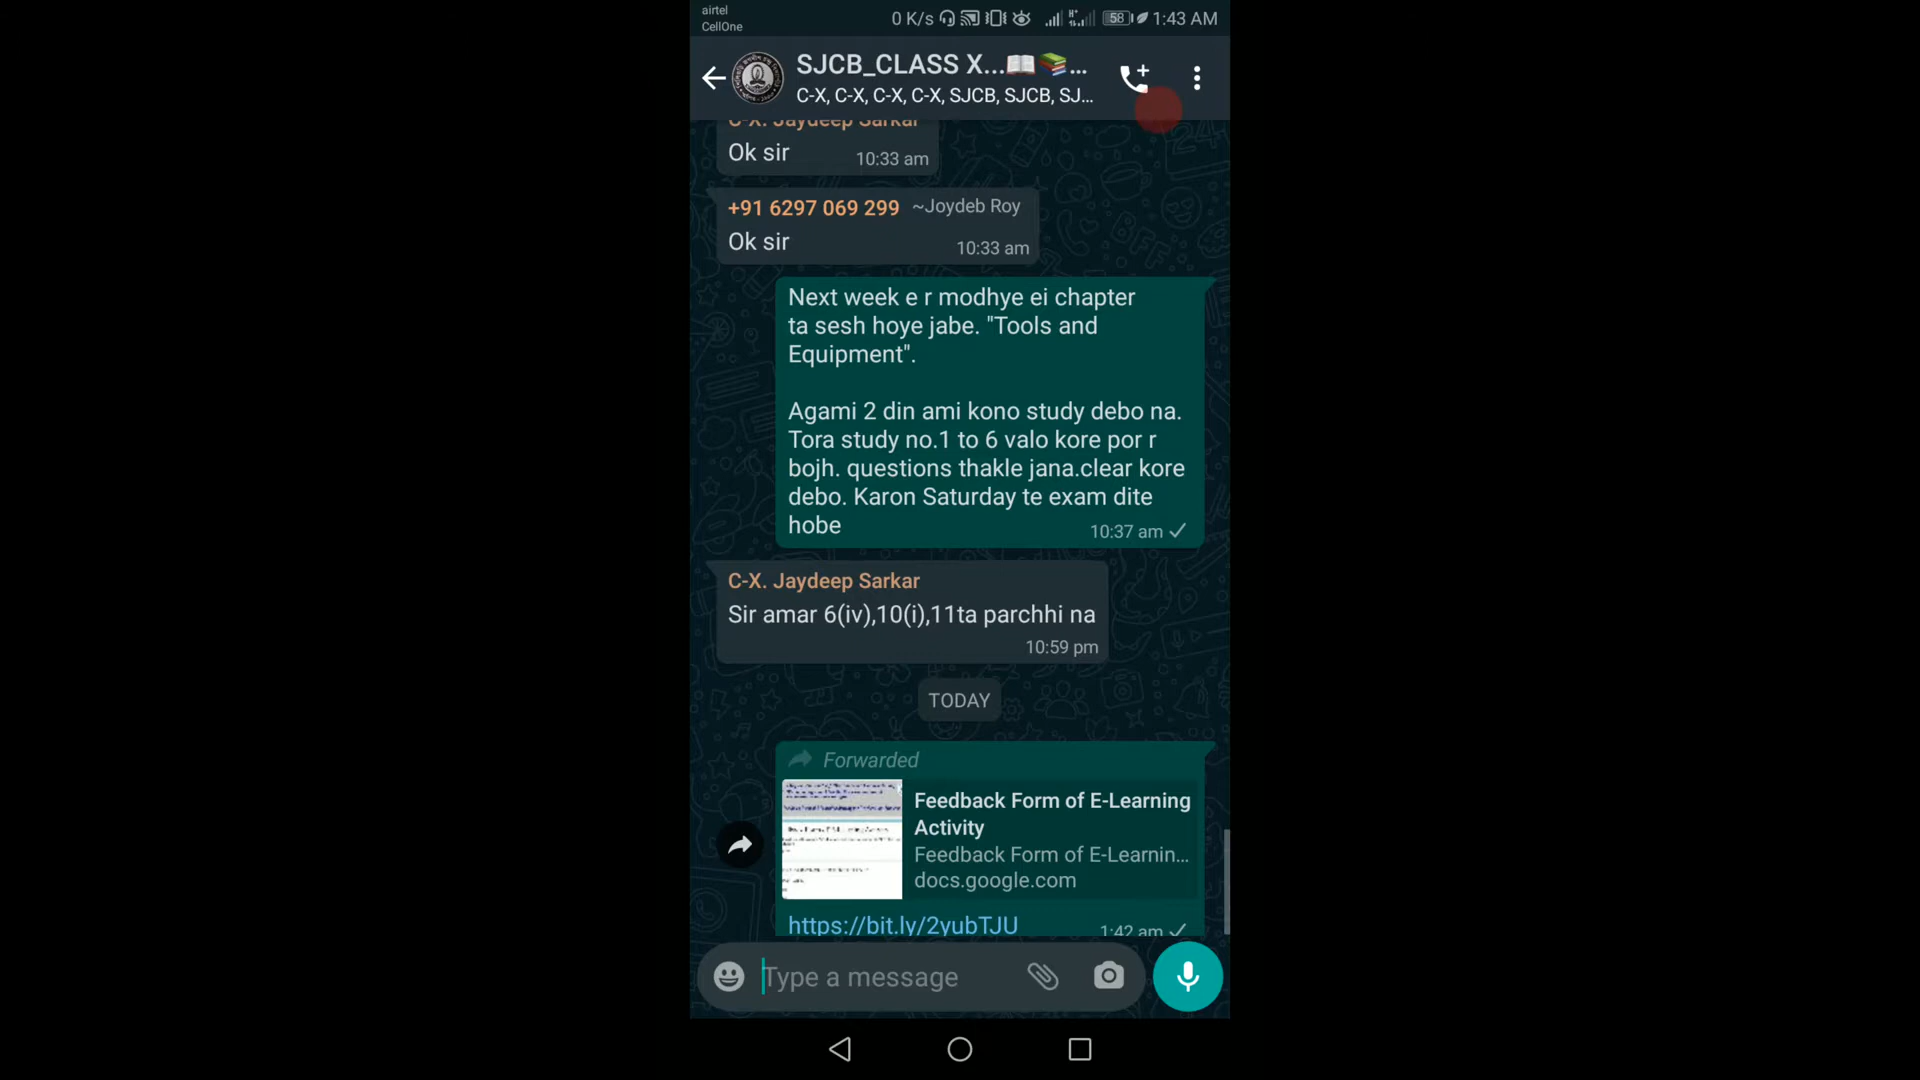 airtel
CellOne
0 K/s
58
1:43 AM
SJCB_CLASS X...📖📚...
C-X, C-X, C-X, C-X, SJCB, SJCB, SJ...
C-X. Jaydeep Sarkar
Ok sir
10:33 am
+91 6297 069 299 ~Joydeb Roy
Ok sir
10:33 am
Next week e r modhye ei chapter
ta sesh hoye jabe. "Tools and
Equipment".
Agami 2 din ami kono study debo na.
Tora study no.1 to 6 valo kore por r
bojh. questions thakle jana.clear kore
debo. Karon Saturday te exam dite
hobe
10:37 am
C-X. Jaydeep Sarkar
Sir amar 6(iv),10(i),11ta parchhi na
10:59 pm
TODAY
Forwarded
Feedback Form of E-Learning
Activity
Feedback Form of E-Learnin...
docs.google.com
https://bit.ly/2yubTJU
1:42 am
Type a message